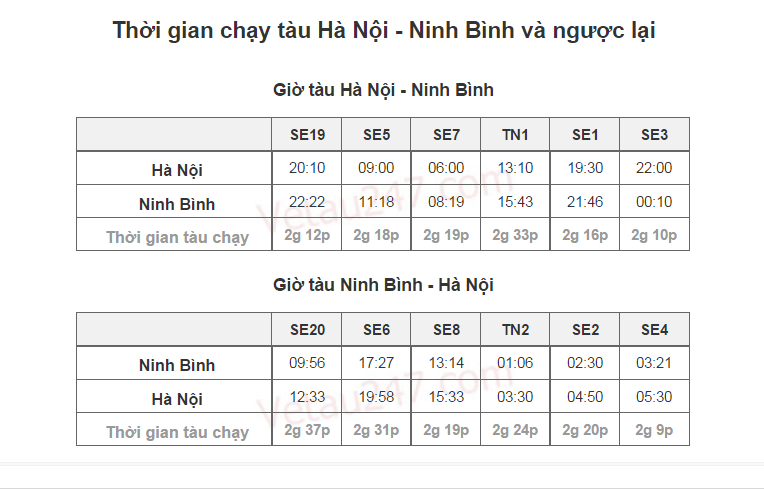 Thời gian chạy tàu Hà Nội - Ninh Bình và ngược lại
Giờ tàu Hà Nội - Ninh Bình
SE19 SE5 SE7 TN1 SE1 SE3
Hà Nội 20:10 09:00 06:00 13:10 19:30 22:00
Ninh Bình 22:22 11:18 08:19 15:43 21:46 00:10
Thời gian tàu chạy 2g 12p 2g 18p 2g 19p 2g 33p 2g 16p 2g 10p
Vetau247.com
Giờ tàu Ninh Bình - Hà Nội
SE20 SE6 SE8 TN2 SE2 SE4
Ninh Bình 09:56 17:27 13:14 01:06 02:30 03:21
Hà Nội 12:33 19:58 15:33 03:30 04:50 05:30
Thời gian tàu chạy 2g 37p 2g 31p 2g 19p 2g 24p 2g 20p 2g 9p
Vetau247.com